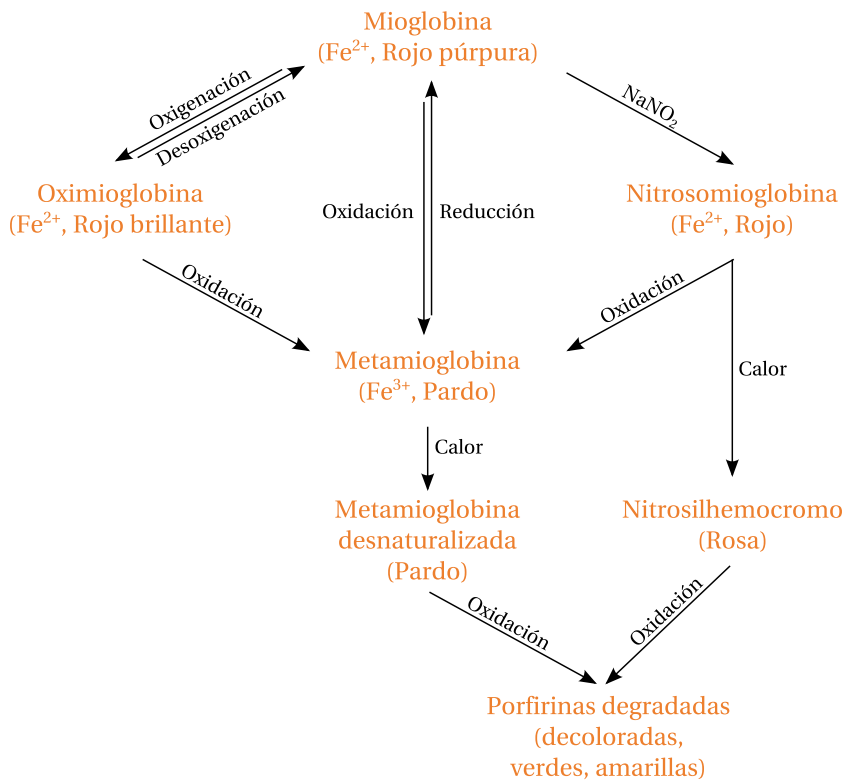 Mioglobina
(Fe²⁺, Rojo púrpura)
Oxigenación
Desoxigenación
NaNO₂
Oximioglobina
(Fe²⁺, Rojo brillante)
Oxidación
Reducción
Nitrosomioglobina
(Fe²⁺, Rojo)
Oxidación
Oxidación
Metamioglobina
(Fe³⁺, Pardo)
Calor
Calor
Metamioglobina
desnaturalizada
(Pardo)
Nitrosilhemocromo
(Rosa)
Oxidación
Oxidación
Porfirinas degradadas
(decoloradas,
verdes, amarillas)